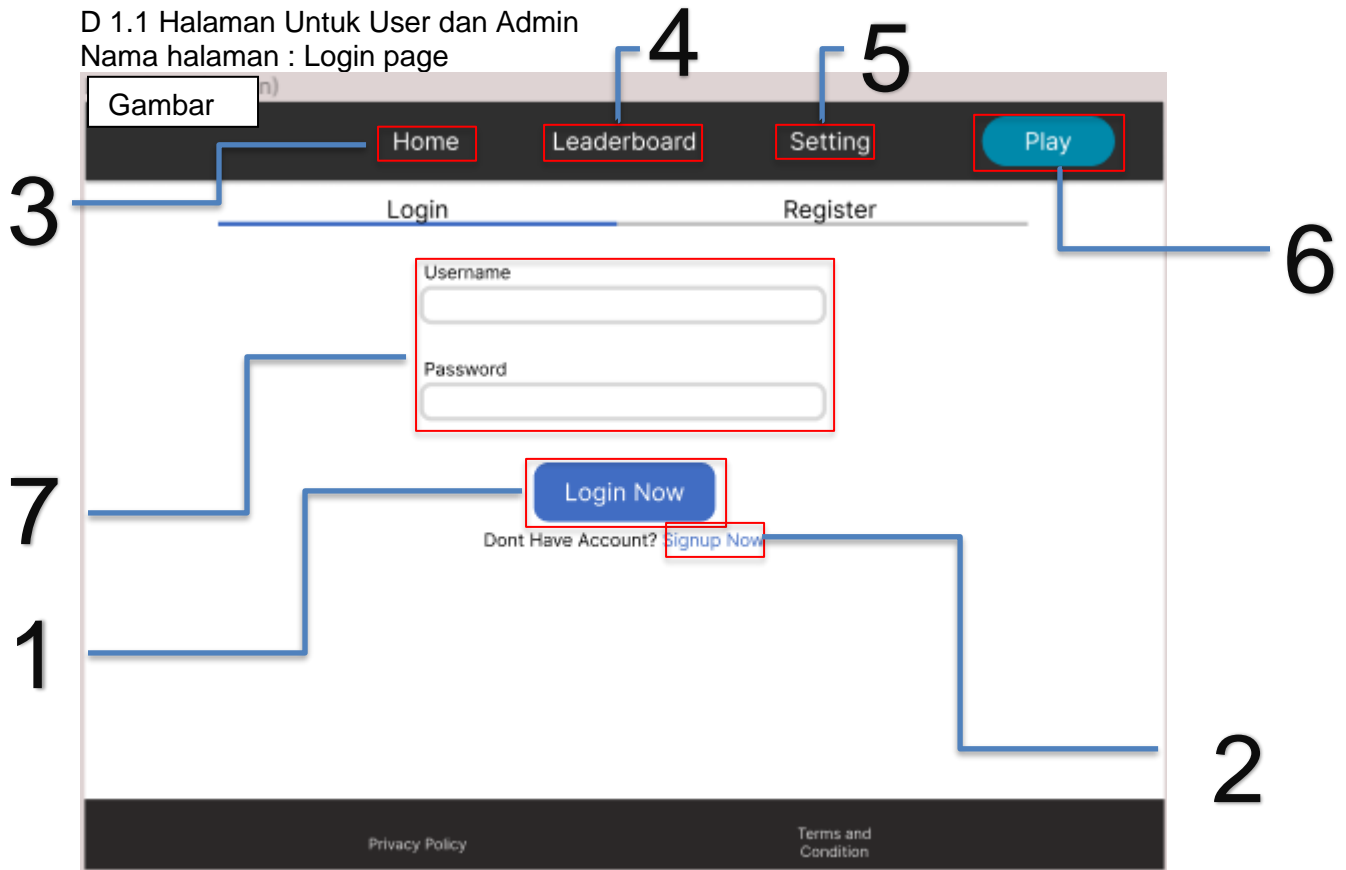 D 1.1 Halaman Untuk User dan Admin
Nama halaman : Login page
4
5
n)
Gambar
Home
Leaderboard
Setting
Play
3
Login
Register
6
Username
Password
7
Login Now
Dont Have Account? Signup Now
1
2
Privacy Policy
Terms and
Condition